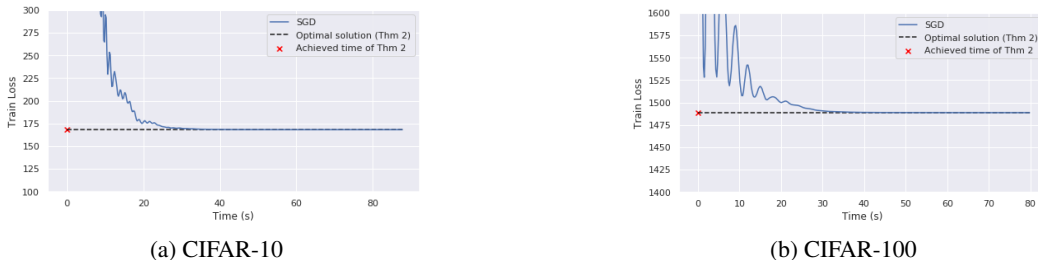 300
275
250
225
200
175
150
125
100
Train Loss
SGD
Optimal solution (Thm 2)
Achieved time of Thm 2
0
20
40
60
80
Time (s)
(a) CIFAR-10
1600
1575
1550
1525
1500
1475
1450
1425
1400
Train Loss
SGD
Optimal solution (Thm 2)
Achieved time of Thm 2
0
10
20
30
40
50
60
70
80
Time (s)
(b) CIFAR-100